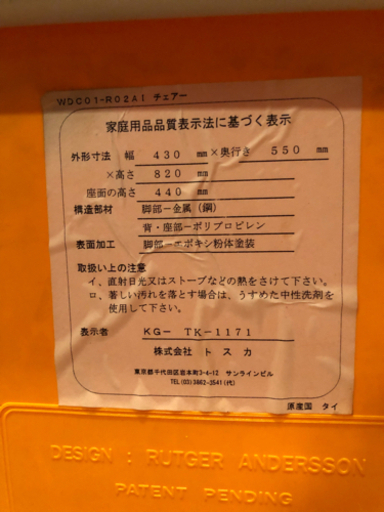 WDC01-R02AI チェアー
家庭用品品質表示法に基づく表示
外形寸法 幅 430 mm ×奥行き 550 mm
×高さ 820 mm
座面の高さ 440 mm
構造部材 脚部ー金属（鋼）
背・座部ーポリプロピレン
表面加工 脚部ーエポキシ粉体塗装
取扱い上の注意
イ、直射日光又はストーブなどの熱をさけて下さい。
ロ、著しい汚れを落とす場合は、うすめた中性洗剤を
使用して下さい。
表示者 KG- TK-1171
株式会社 トスカ
東京都千代田区岩本町3-4-12 サンラインビル
TEL(03)3862-3541(代)
原産国 タイ
DESIGN : RUTGER ANDERSSON
PATENT PENDING